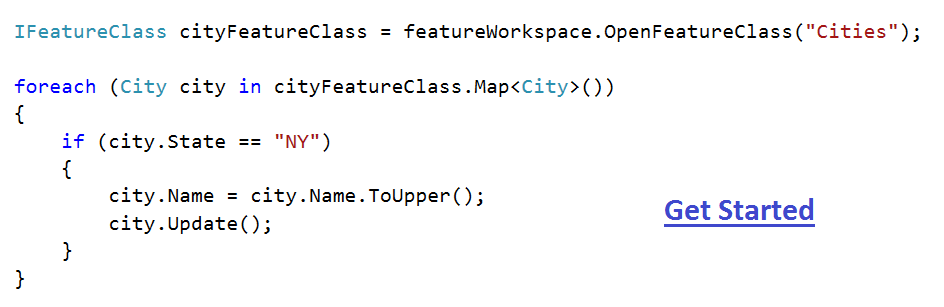 IFeatureClass cityFeatureClass = featureWorkspace.OpenFeatureClass("Cities");
foreach (City city in cityFeatureClass.Map<City>())
{
    if (city.State == "NY")
    {
        city.Name = city.Name.ToUpper();
        city.Update();
    }
}
Get Started